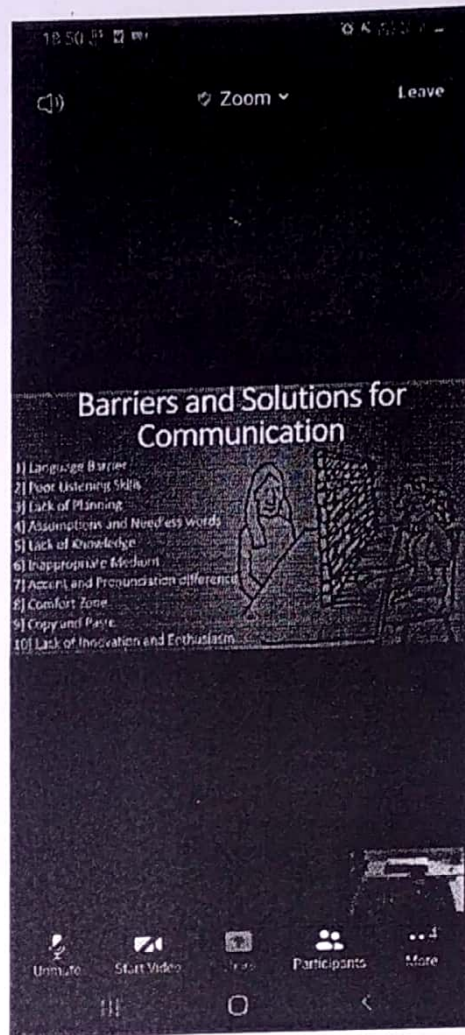 18:50
Zoom
Leave
Barriers and Solutions for
Communication
1] Language Barrier
2] Poor Listening Skills
3] Lack of Planning
4] Assumptions and Needless words
5] Lack of Knowledge
6] Inappropriate Medium
7] Accent and Pronunciation difference
8] Comfort Zone
9] Copy and Paste
10] Lack of Innovation and Enthusiasm
Unmute
Start Video
Participants
More